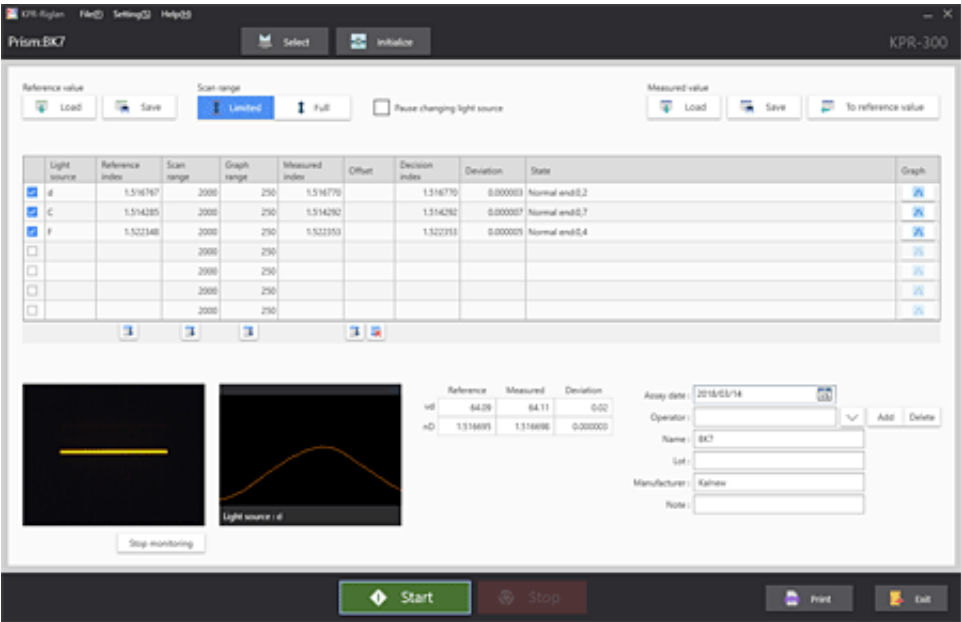 KPR-Riglan File(F) Setting(S) Help(H)
Prism:BK7 Select Initialize KPR-300
Reference value Scan range Measured value
Load Save Limited Full Pause changing light source Load Save To reference value
Light source Reference index Scan range Graph range Measured index Offset Decision index Deviation State Graph
d 1.516767 2000 250 1.516770 1.516770 0.000003 Normal end:0,2
C 1.514285 2000 250 1.514292 1.514292 0.000007 Normal end:0,7
F 1.522348 2000 250 1.522353 1.522353 0.000005 Normal end:0,4
2000 250
2000 250
2000 250
2000 250
Reference Measured Deviation
νd 64.09 64.11 0.02
nD 1.516695 1.516698 0.000003
Assay date : 2018/03/14
Operator : Add Delete
Name : BK7
Lot :
Manufacturer : Kalnew
Note :
Light source : d
Stop monitoring
Start Stop Print Exit